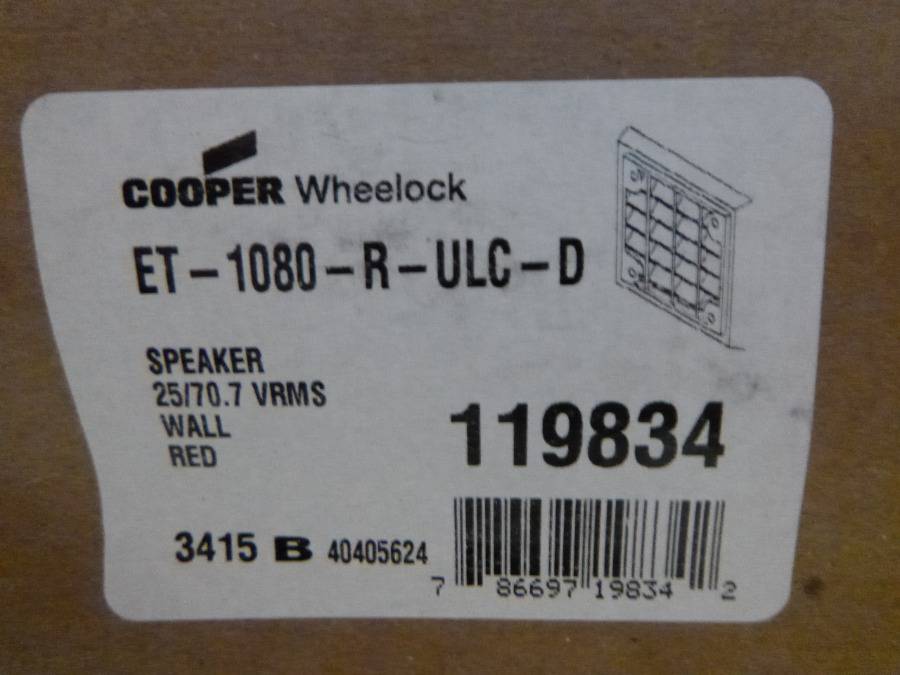 COOPER Wheelock
ET-1080-R-ULC-D
SPEAKER
25/70.7 VRMS
WALL
RED
119834
3415 B 40405624
7 86697 19834 2